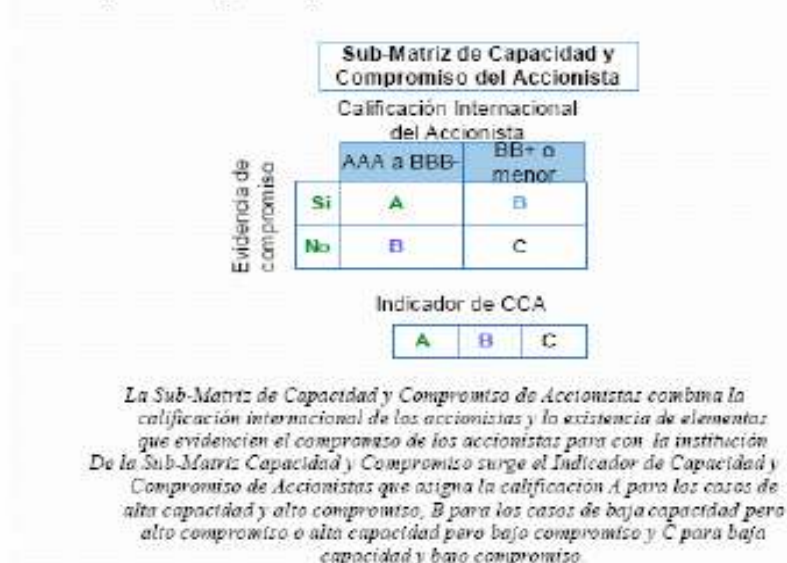 Sub-Matriz de Capacidad y
Compromiso del Accionista
Calificación Internacional
del Accionista
AAA a BBB-
BB+ o
menor
Evidencia de
compromiso
Si A B
No B C
Indicador de CCA
A B C
La Sub-Matriz de Capacidad y Compromiso de Accionistas combina la
calificación internacional de los accionistas y la existencia de elementos
que evidencien el compromiso de los accionistas para con la institución
De la Sub-Matriz Capacidad y Compromiso surge el Indicador de Capacidad y
Compromiso de Accionistas que asigna la calificación A para los casos de
alta capacidad y alto compromiso, B para los casos de baja capacidad pero
alto compromiso o alta capacidad pero bajo compromiso y C para baja
capacidad y bajo compromiso.